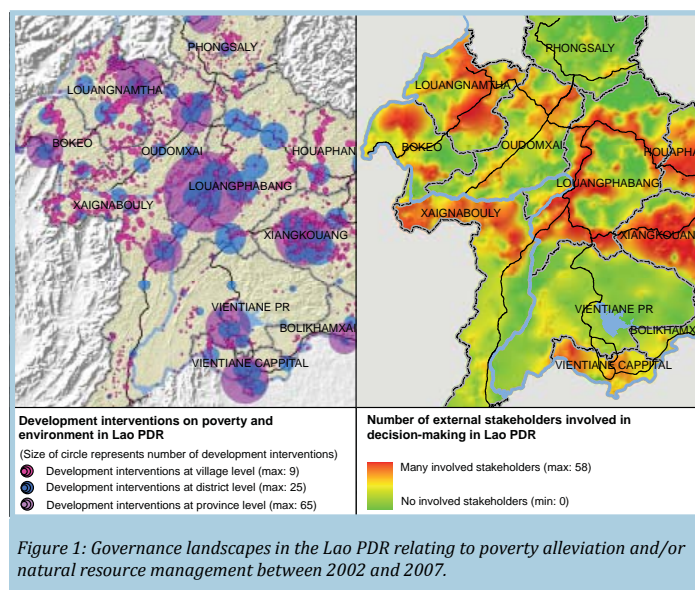 PHONGSALY
LOUANGNAMTHA
BOKEO
OUDOMXAI
HOUAPHAN
LOUANGPHABANG
XAIGNABOULY
XIANGKOUANG
VIENTIANE PR
BOLIKHAMXAI
VIENTIANE CAPPITAL
PHONGSALY
LOUANGNAMTHA
BOKEO
OUDOMXAI
HOUAPHAN
LOUANGPHABANG
XAIGNABOULY
XIANGKOUANG
VIENTIANE PR
BOLIKHAMXA
VIENTIANE CAPPITAL
Development interventions on poverty and
environment in Lao PDR
(Size of circle represents number of development interventions)
Development interventions at village level (max: 9)
Development interventions at district level (max: 25)
Development interventions at province level (max: 65)
Number of external stakeholders involved in
decision-making in Lao PDR
Many involved stakeholders (max: 58)
No involved stakeholders (min: 0)
Figure 1: Governance landscapes in the Lao PDR relating to poverty alleviation and/or
natural resource management between 2002 and 2007.